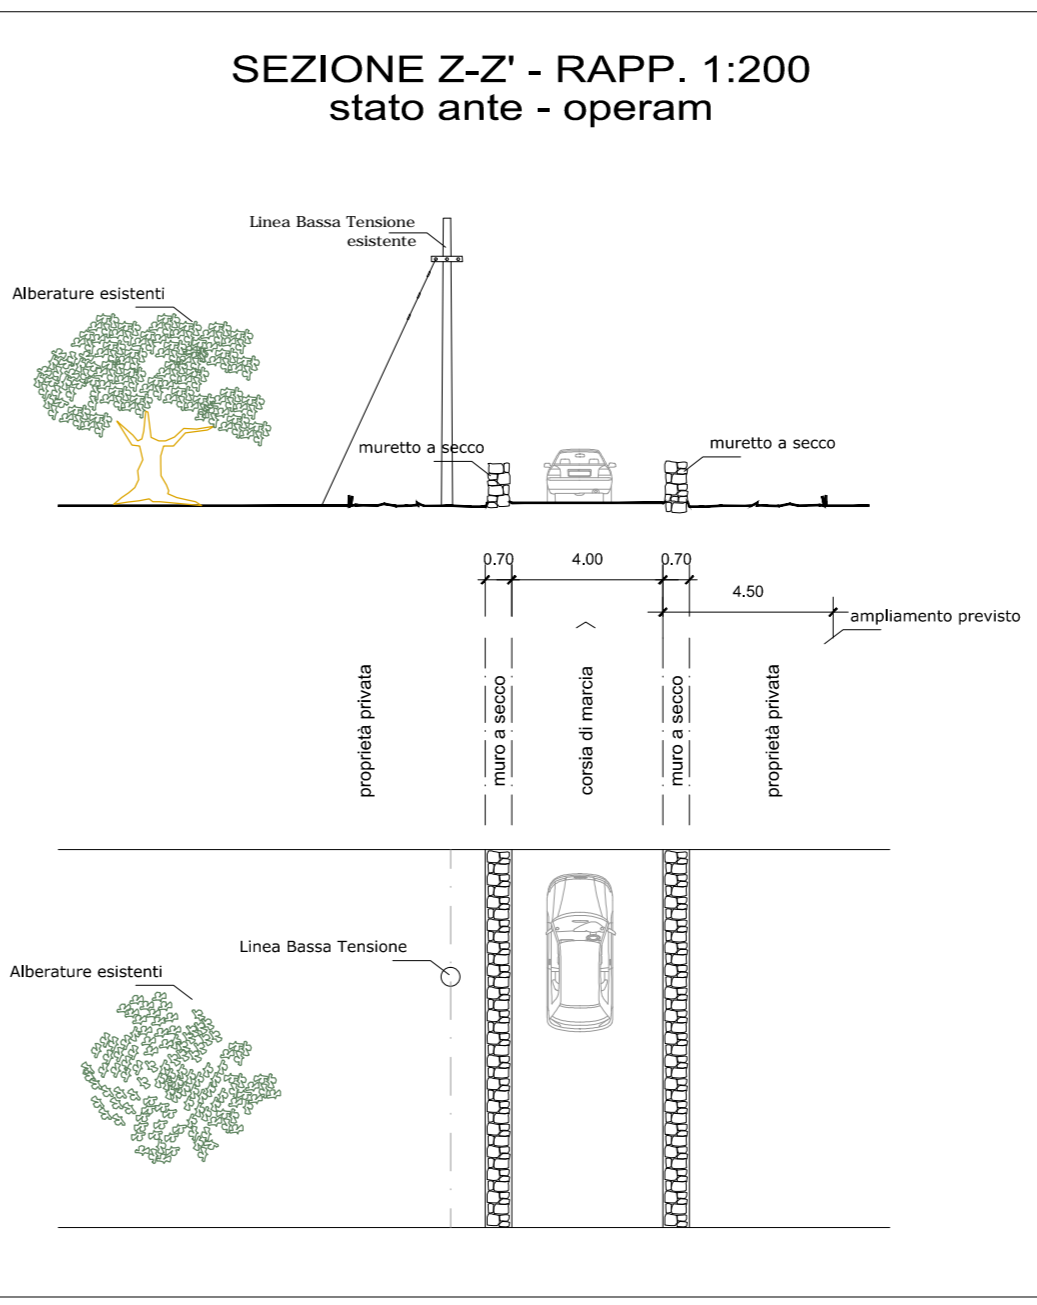 SEZIONE Z-Z' - RAPP. 1:200
stato ante - operam
Linea Bassa Tensione
esistente
Alberature esistenti
muretto a secco
muretto a secco
0.70
4.00
0.70
4.50
ampliamento previsto
proprietà privata
muro a secco
corsia di marcia
muro a secco
proprietà privata
Linea Bassa Tensione
Alberature esistenti